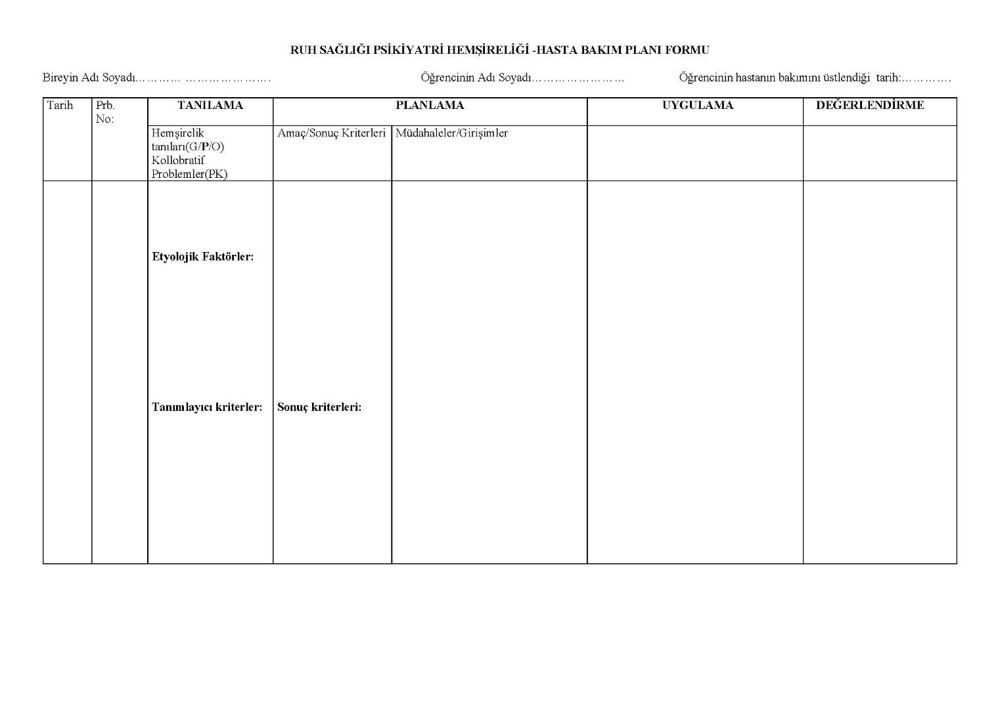 RUH SAĞLIĞI PSİKİYATRİ HEMŞİRELİĞİ -HASTA BAKIM PLANI FORMU
Bireyin Adı Soyadı………… …………………. Öğrencinin Adı Soyadı…………………… Öğrencinin hastanın bakımını üstlendiği tarih:………….
Tarih Prb. TANILAMA PLANLAMA UYGULAMA DEĞERLENDİRME
No:
Hemşirelik Amaç/Sonuç Kriterleri Müdahaleler/Girişimler
tanıları(G/P/O)
Kollobratif
Problemler(PK)
Etyolojik Faktörler:
Tanımlayıcı kriterler: Sonuç kriterleri: